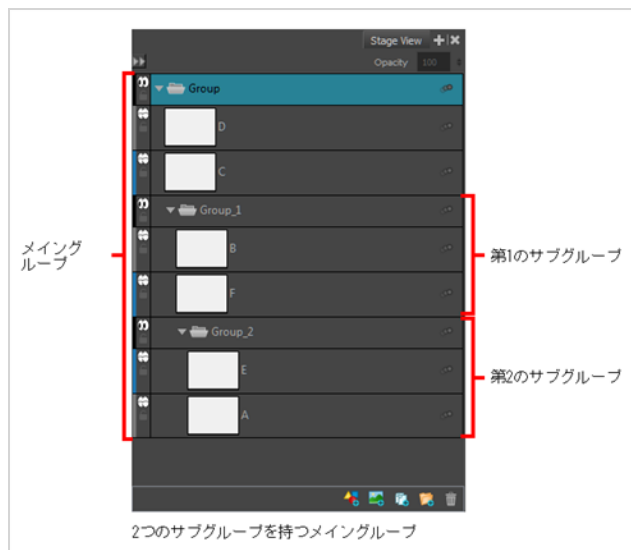 Stage View
Opacity 100
Group
D
C
Group_1
メイング
ループ
B
第1のサブグループ
F
Group_2
E
第2のサブグループ
A
2つのサブグループを持つメイングループ